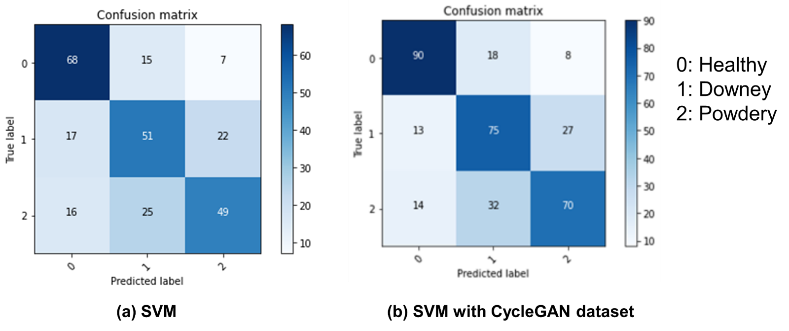 Confusion matrix
0
1
2
True label
68 15 7
17 51 22
16 25 49
0 1 2
Predicted label
60
50
40
30
20
10
(a) SVM
Confusion matrix
0
1
2
True label
90 18 8
13 75 27
14 32 70
0 1 2
Predicted label
90
80
70
60
50
40
30
20
10
(b) SVM with CycleGAN dataset
0: Healthy
1: Downey
2: Powdery